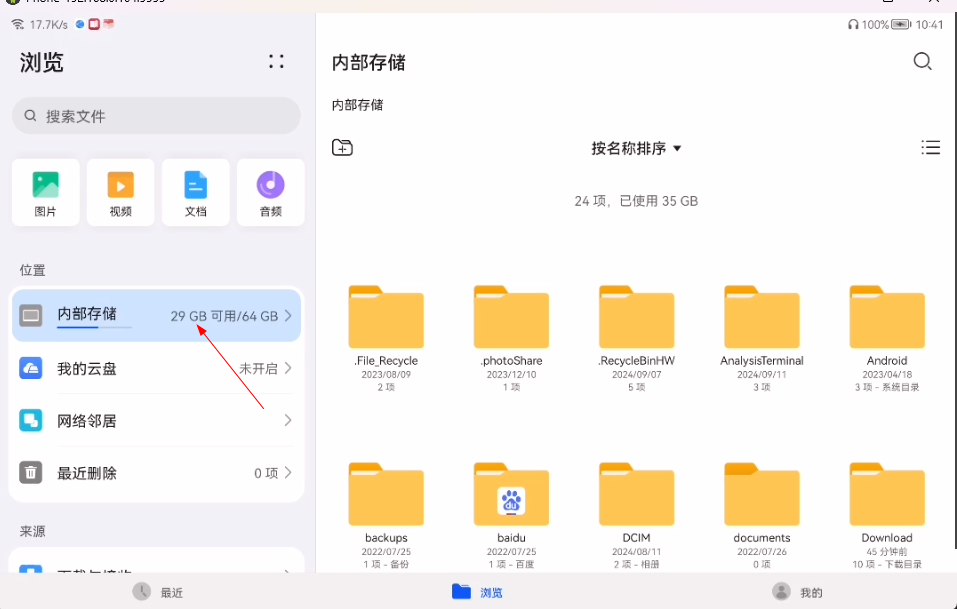 17.7K/s
100%
10:41
浏览
搜索文件
图片
视频
文档
音频
位置
内部存储
29 GB 可用/64 GB
我的云盘
未开启
网络邻居
最近删除
0 项
来源
内部存储
内部存储
按名称排序
24 项，已使用 35 GB
.File_Recycle
2023/08/09
2 项
.photoShare
2023/12/10
1 项
.RecycleBinHW
2024/09/07
5 项
AnalysisTerminal
2024/09/11
3 项
Android
2023/04/18
3 项 - 系统目录
backups
2022/07/25
1 项 - 备份
du
baidu
2022/07/25
1 项 - 百度
DCIM
2024/08/11
2 项 - 相册
documents
2022/07/26
0 项
Download
45 分钟前
10 项 - 下载目录
最近
浏览
我的